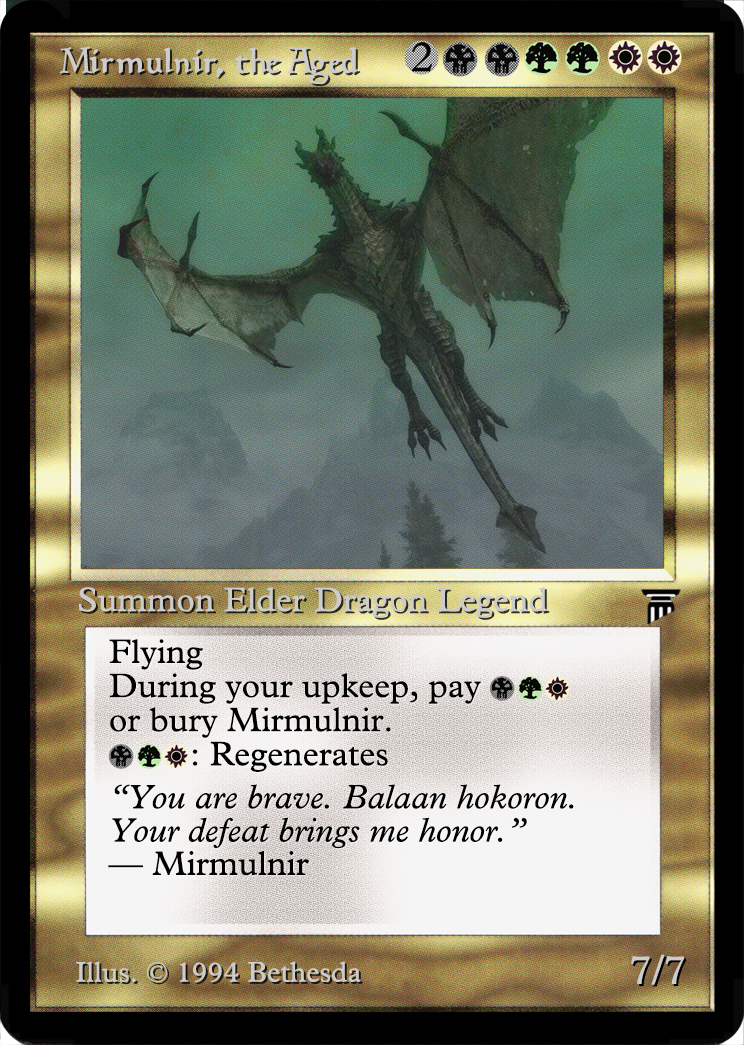 Mirmulnir, the Aged 2
Summon Elder Dragon Legend
Flying
During your upkeep, pay
or bury Mirmulnir.
: Regenerates
“You are brave. Balaan hokoron.
Your defeat brings me honor.”
— Mirmulnir
Illus. © 1994 Bethesda 7/7